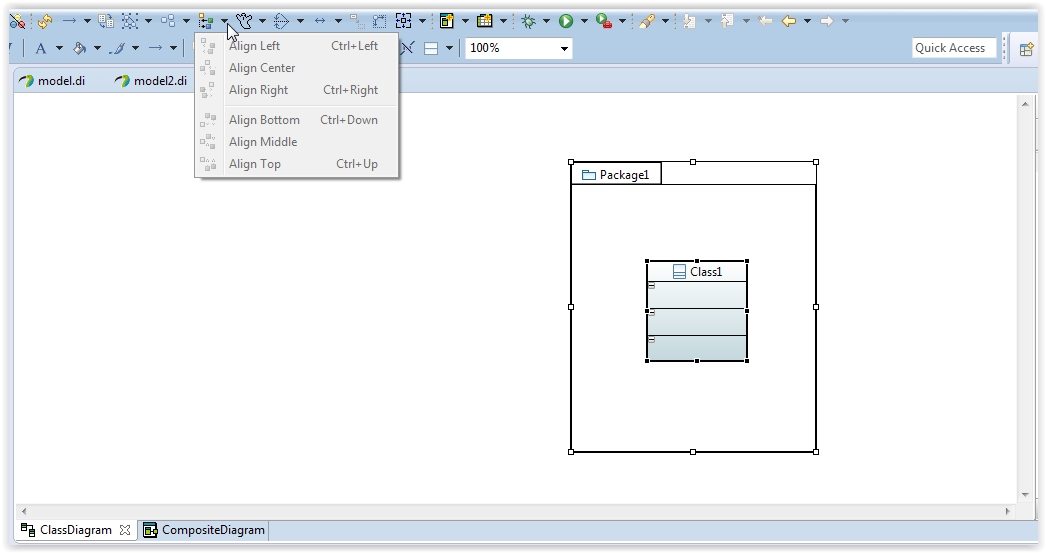 A
100%
Quick Access
model.di
model2.di
Align Left Ctrl+Left
Align Center
Align Right Ctrl+Right
Align Bottom Ctrl+Down
Align Middle
Align Top Ctrl+Up
Package1
Class1
ClassDiagram
CompositeDiagram